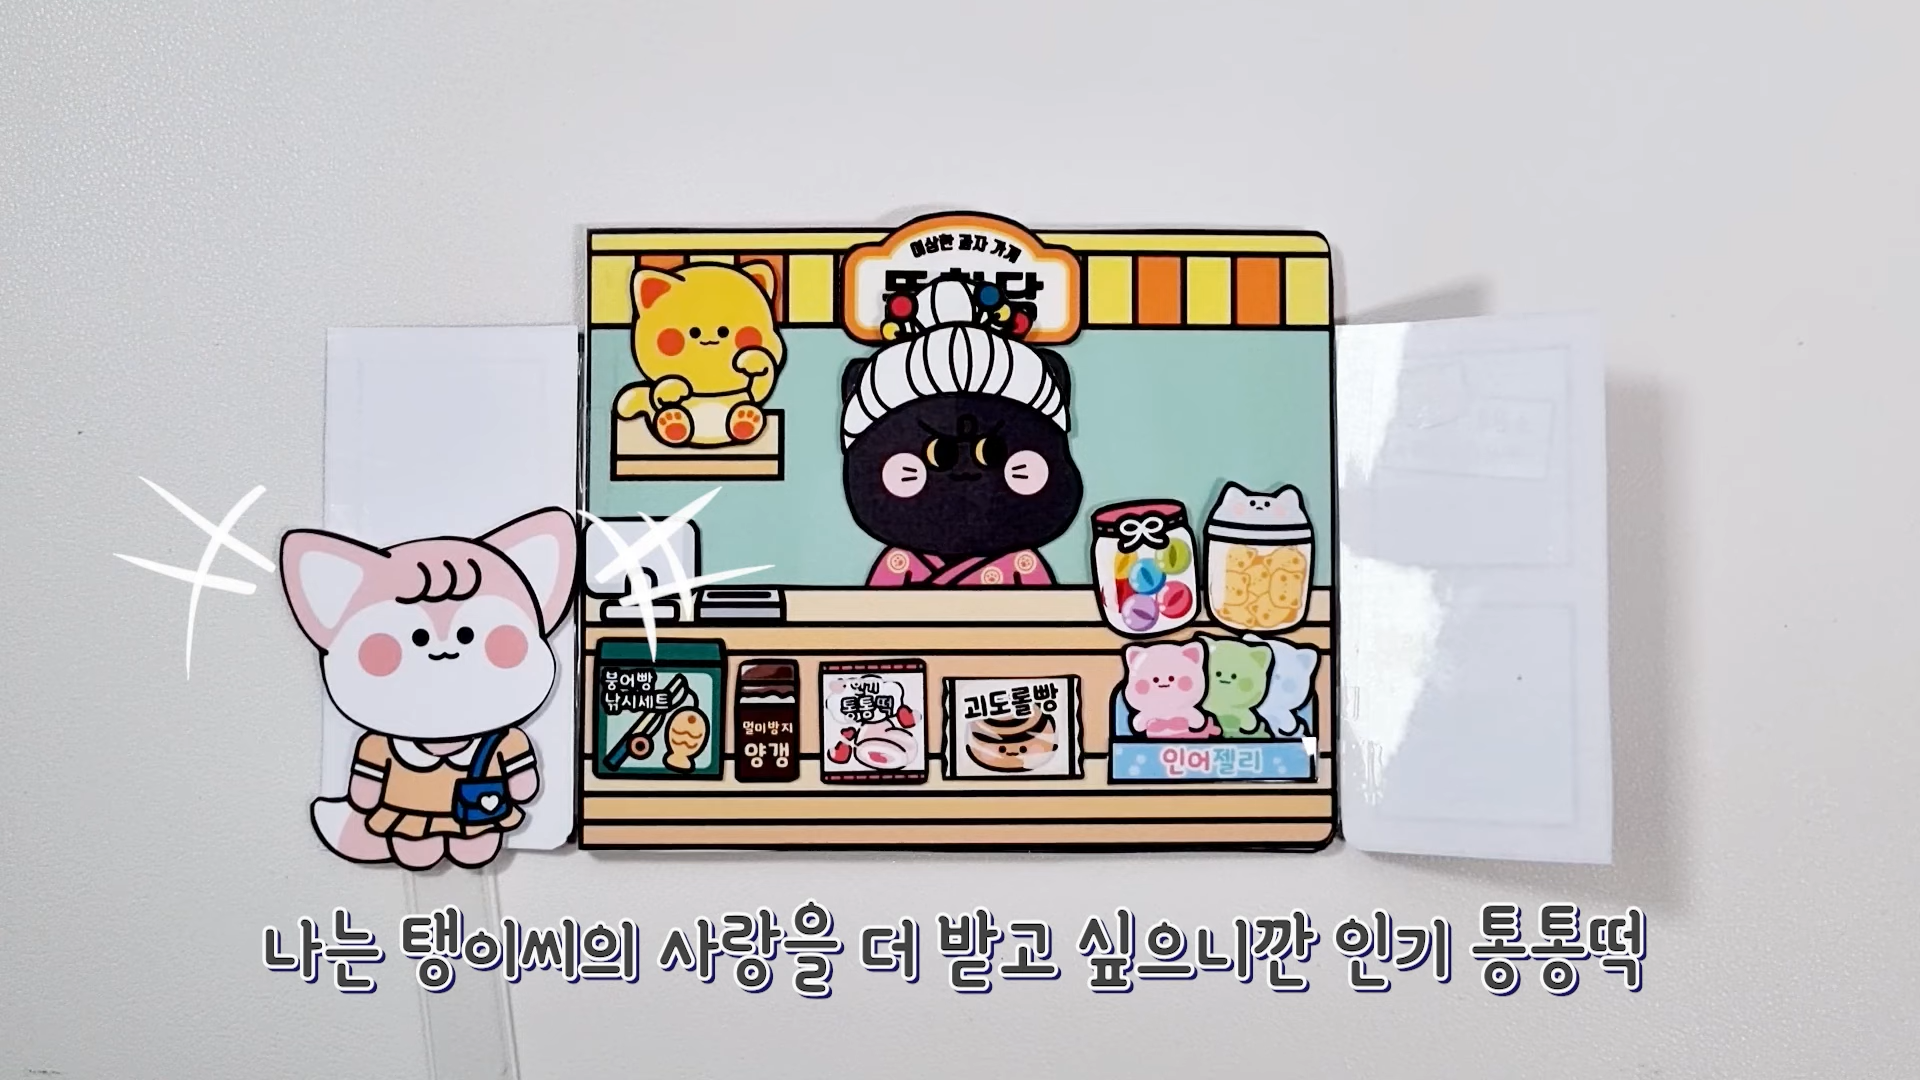 이상한 과자 가게
붕어빵
낚시세트
멀미방지
양갱
통통떡
괴도롤빵
인어젤리
나는 탱이씨의 사랑을 더 받고 싶으니깐 인기 통통떡